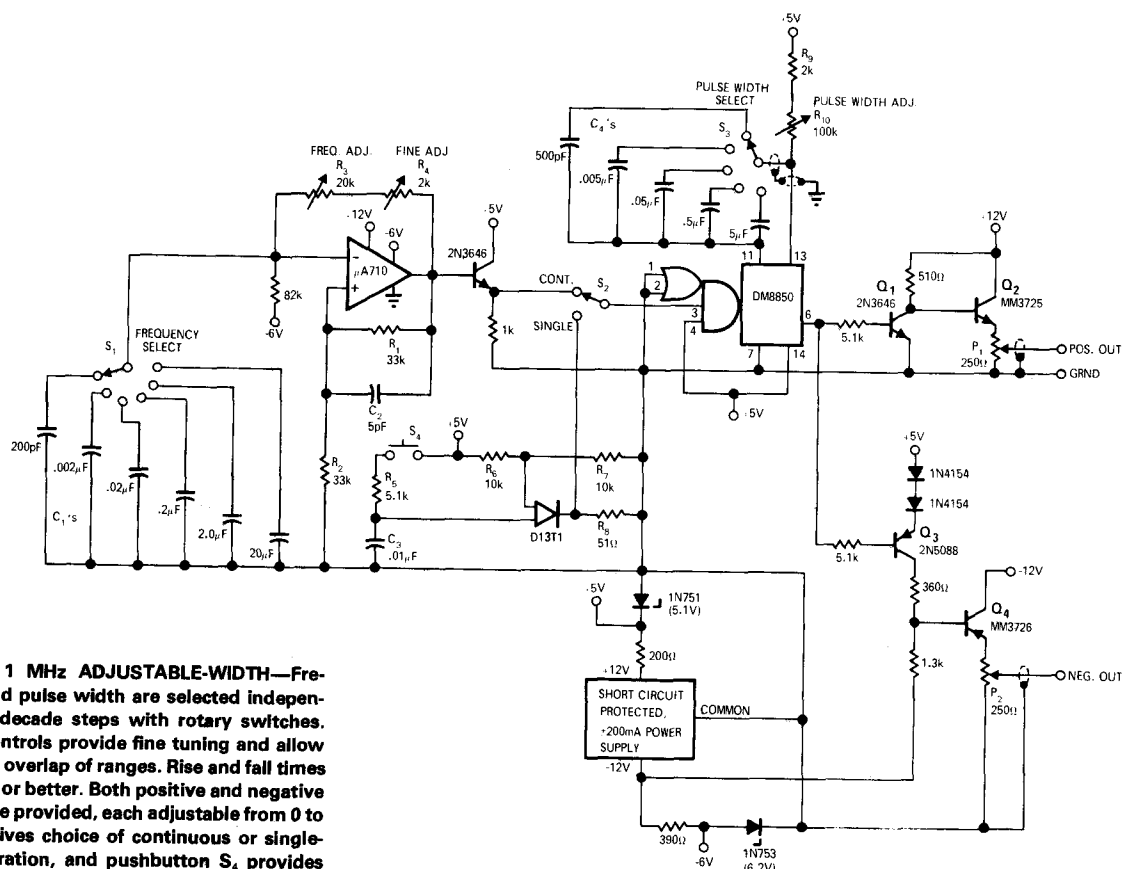 +5V
R9
2k
PULSE WIDTH
SELECT
PULSE WIDTH ADJ.
R10
100k
C4's
S3
500pF
.005μF
.05μF
.5μF
5μF
FREQ. ADJ.
R3
20k
FINE ADJ
R4
2k
+12V
-6V
μA710
-
+
82k
-6V
2N3646
+5V
1k
CONT.
S2
SINGLE
1
2
3
4
11
13
DM8850
6
7
14
+5V
+12V
510Ω
Q1
2N3646
Q2
MM3725
5.1k
P1
250Ω
POS. OUT
GRND
S1
FREQUENCY
SELECT
R1
33k
C2
5pF
R2
33k
200pF
.002μF
.02μF
.2μF
2.0μF
20μF
C1's
S4
+5V
R5
5.1k
R6
10k
R7
10k
D13T1
R8
51Ω
C3
.01μF
+5V
1N4154
1N4154
Q3
2N5088
5.1k
360Ω
-12V
Q4
MM3726
1.3k
P2
250Ω
NEG. OUT
.5V
1N751
(5.1V)
200Ω
+12V
SHORT CIRCUIT
PROTECTED,
+200mA POWER
SUPPLY
COMMON
-12V
390Ω
-6V
1N753
(6.2V)
1 MHz ADJUSTABLE-WIDTH—Fre-
d pulse width are selected indepen-
decade steps with rotary switches.
ntrols provide fine tuning and allow
overlap of ranges. Rise and fall times
or better. Both positive and negative
e provided, each adjustable from 0 to
ives choice of continuous or single-
ration, and pushbutton S4 provides